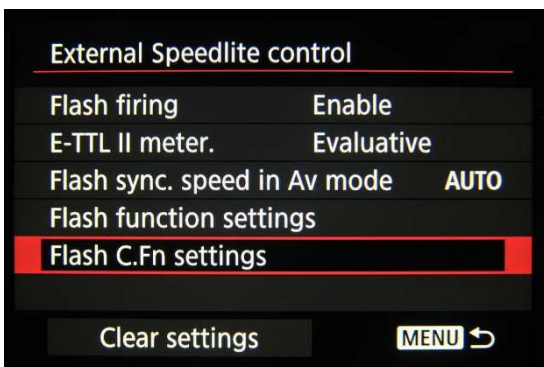 External Speedlite control
Flash firing Enable
E-TTL II meter. Evaluative
Flash sync. speed in Av mode AUTO
Flash function settings
Flash C.Fn settings
Clear settings MENU